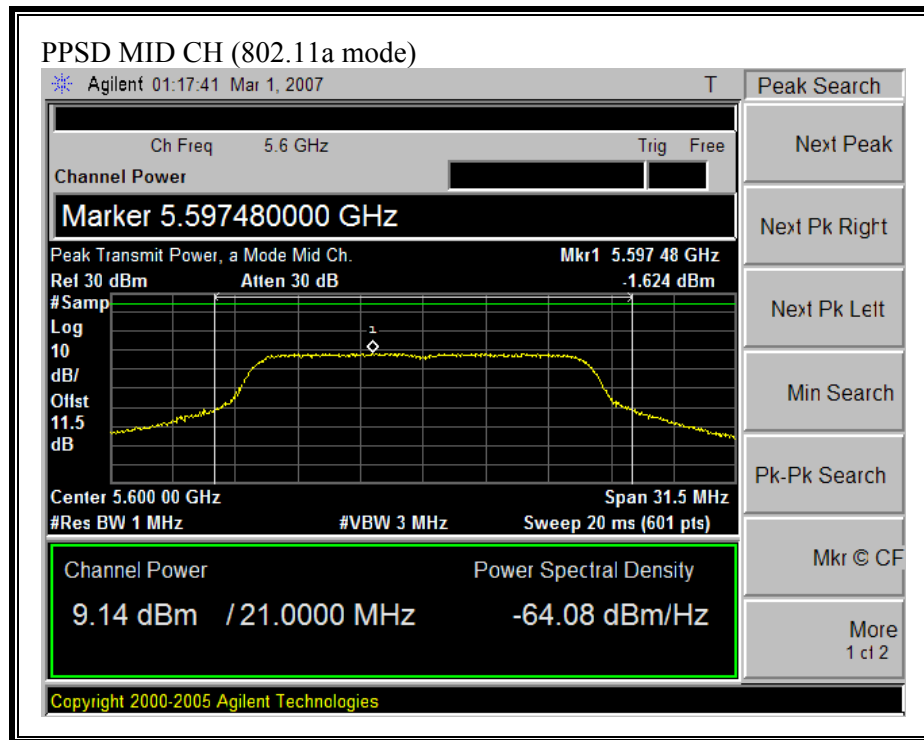 PPSD MID CH (802.11a mode)
Agilent 01:17:41 Mar 1, 2007 T
Peak Search
Ch Freq 5.6 GHz Trig Free
Channel Power
Marker 5.597480000 GHz
Peak Transmit Power, a Mode Mid Ch. Mkr1 5.597 48 GHz
Ref 30 dBm Atten 30 dB -1.624 dBm
#Samp
Log
10
dB/
Offst
11.5
dB
1
Center 5.600 00 GHz Span 31.5 MHz
#Res BW 1 MHz #VBW 3 MHz Sweep 20 ms (601 pts)
Channel Power Power Spectral Density
9.14 dBm / 21.0000 MHz -64.08 dBm/Hz
Next Peak
Next Pk Right
Next Pk Left
Min Search
Pk-Pk Search
Mkr © CF
More
1 of 2
Copyright 2000-2005 Agilent Technologies